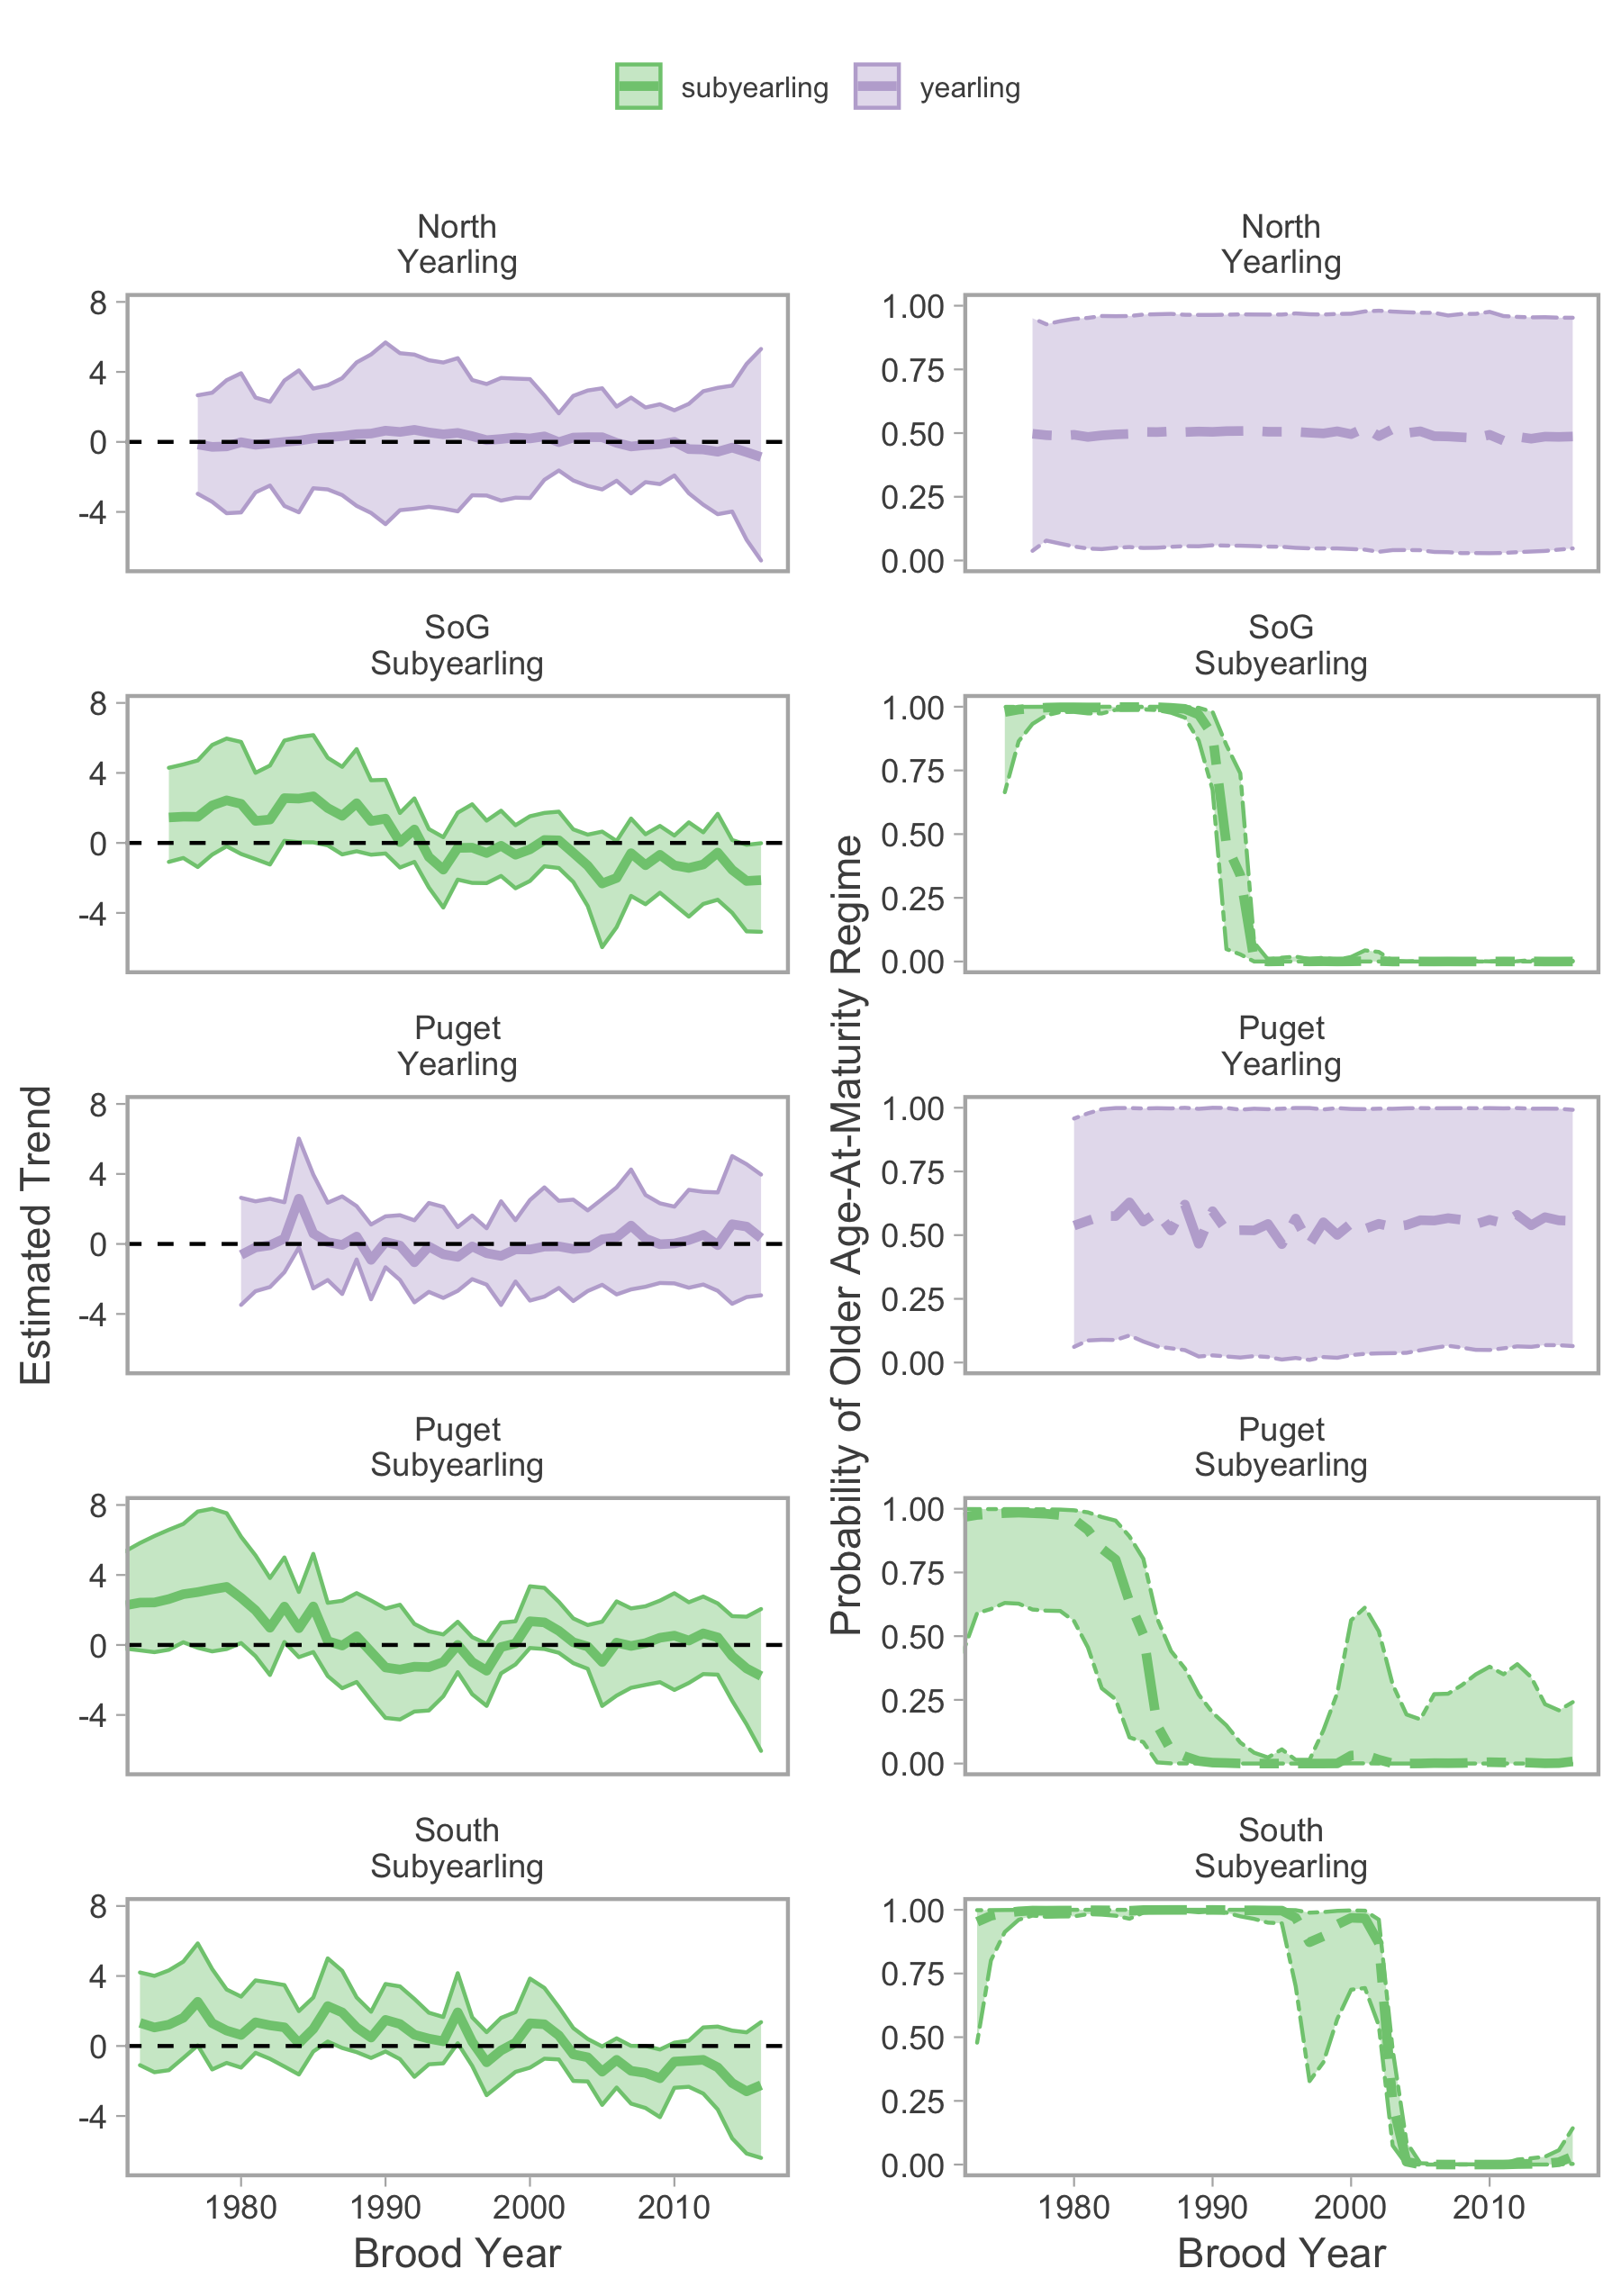 subyearling yearling
North
Yearling
North
Yearling
8
4
0
-4
1.00
0.75
0.50
0.25
0.00
SoG
Subyearling
SoG
Subyearling
8
4
0
-4
1.00
0.75
0.50
0.25
0.00
Puget
Yearling
Puget
Yearling
8
4
0
-4
1.00
0.75
0.50
0.25
0.00
Puget
Subyearling
Puget
Subyearling
8
4
0
-4
1.00
0.75
0.50
0.25
0.00
South
Subyearling
South
Subyearling
8
4
0
-4
1.00
0.75
0.50
0.25
0.00
1980 1990 2000 2010
1980 1990 2000 2010
Brood Year
Brood Year
Estimated Trend
Probability of Older Age-At-Maturity Regime